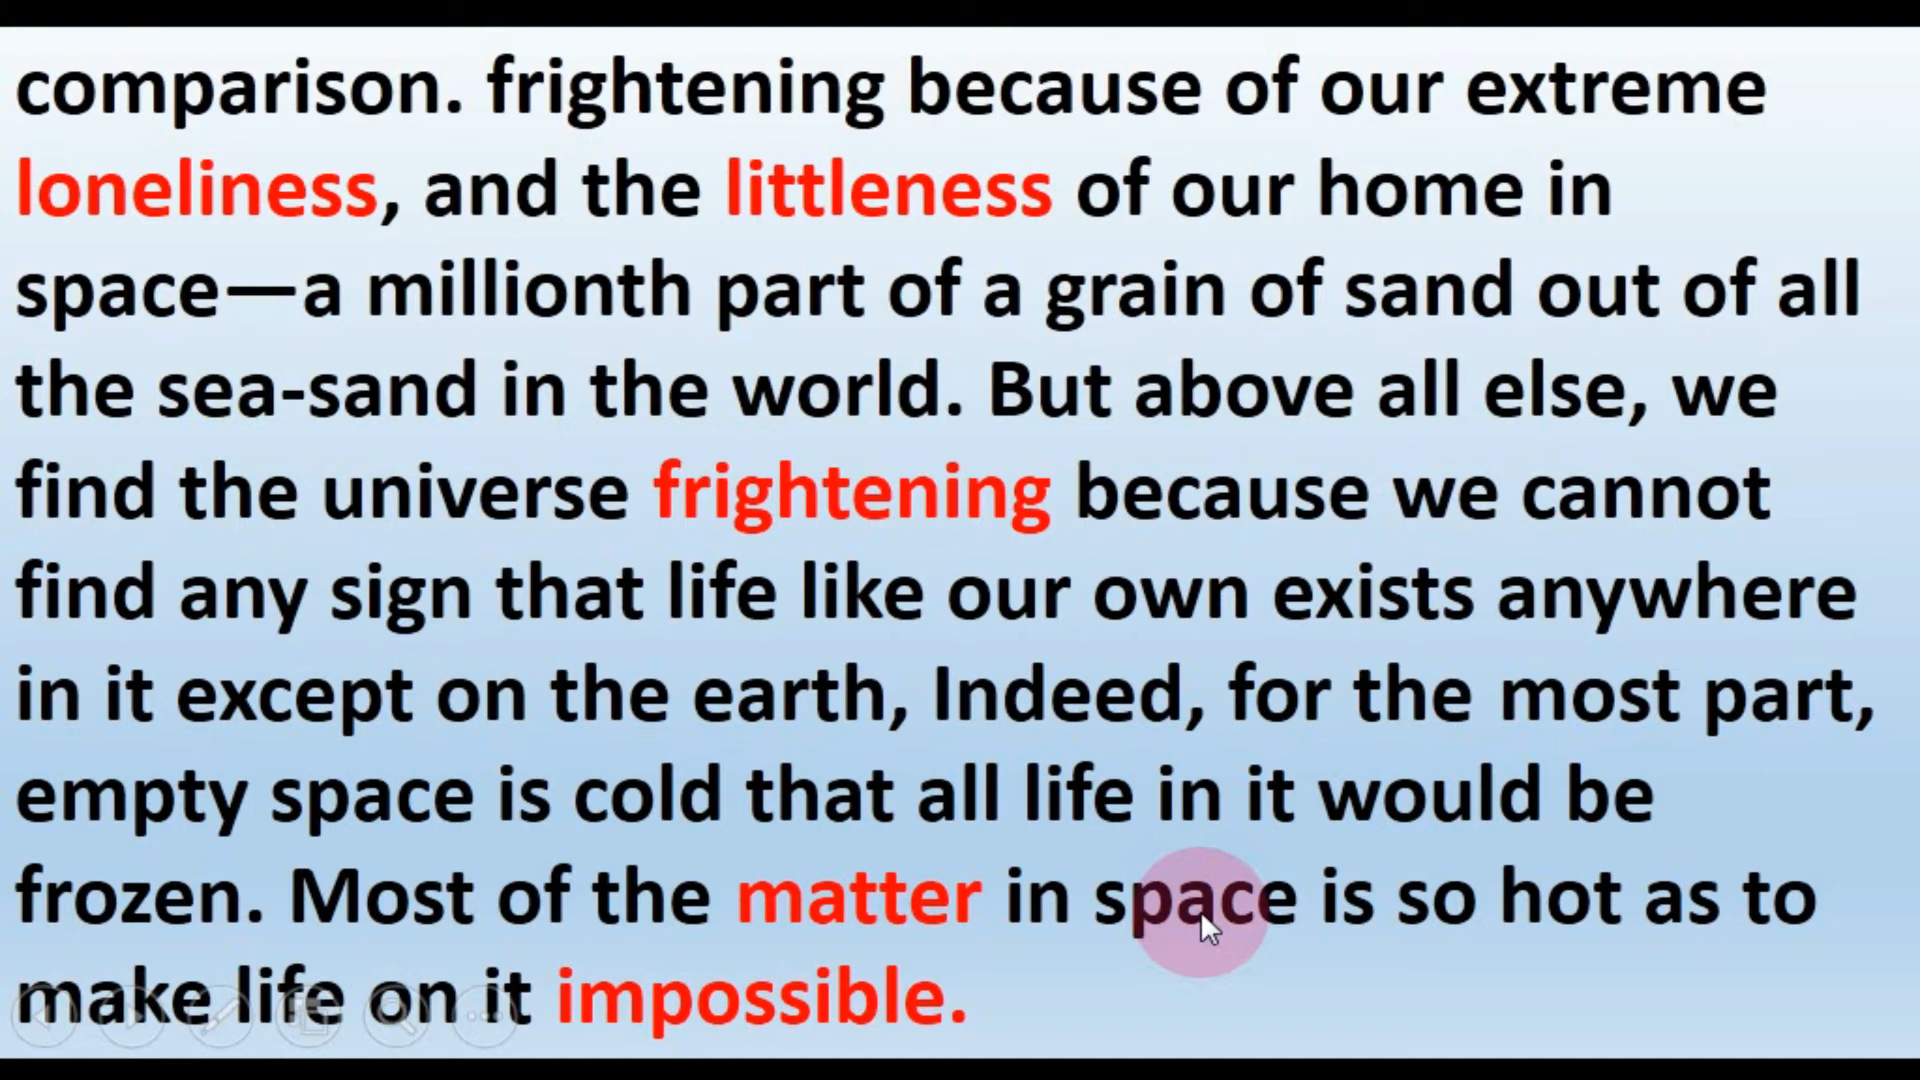 comparison. frightening because of our extreme
loneliness, and the littleness of our home in
space—a millionth part of a grain of sand out of all
the sea-sand in the world. But above all else, we
find the universe frightening because we cannot
find any sign that life like our own exists anywhere
in it except on the earth, Indeed, for the most part,
empty space is cold that all life in it would be
frozen. Most of the matter in space is so hot as to
make life on it impossible.